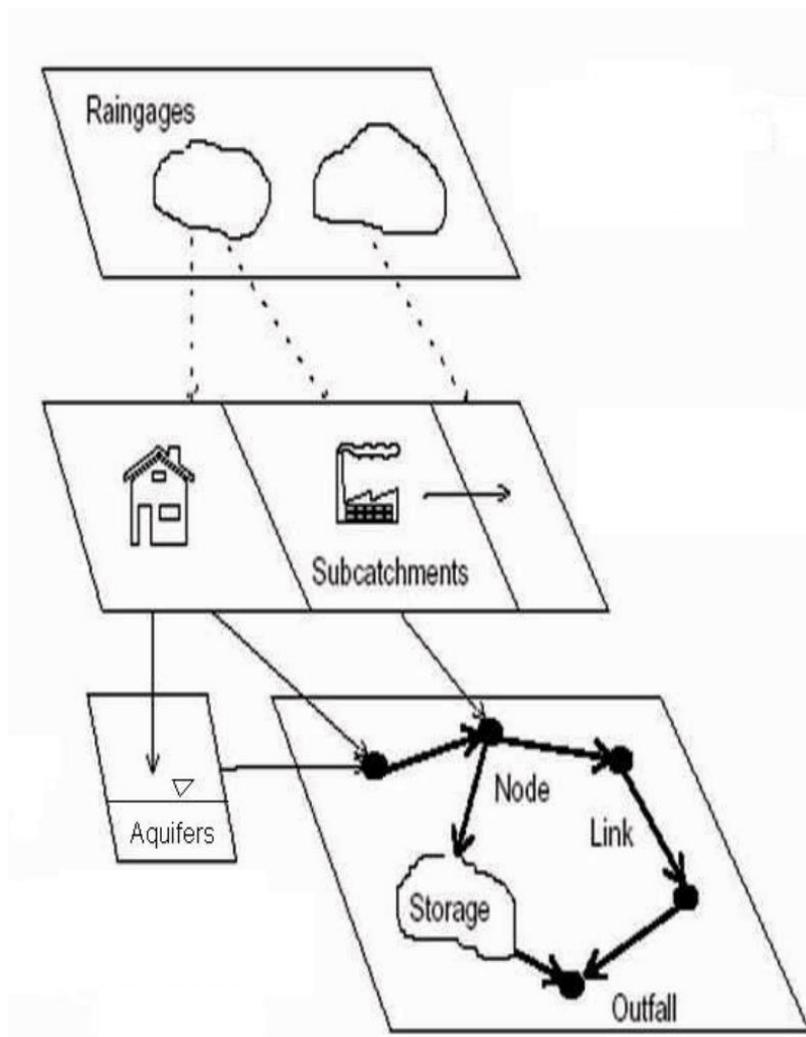 Raingages
Subcatchments
Aquifers
Node
Link
Storage
Outfall